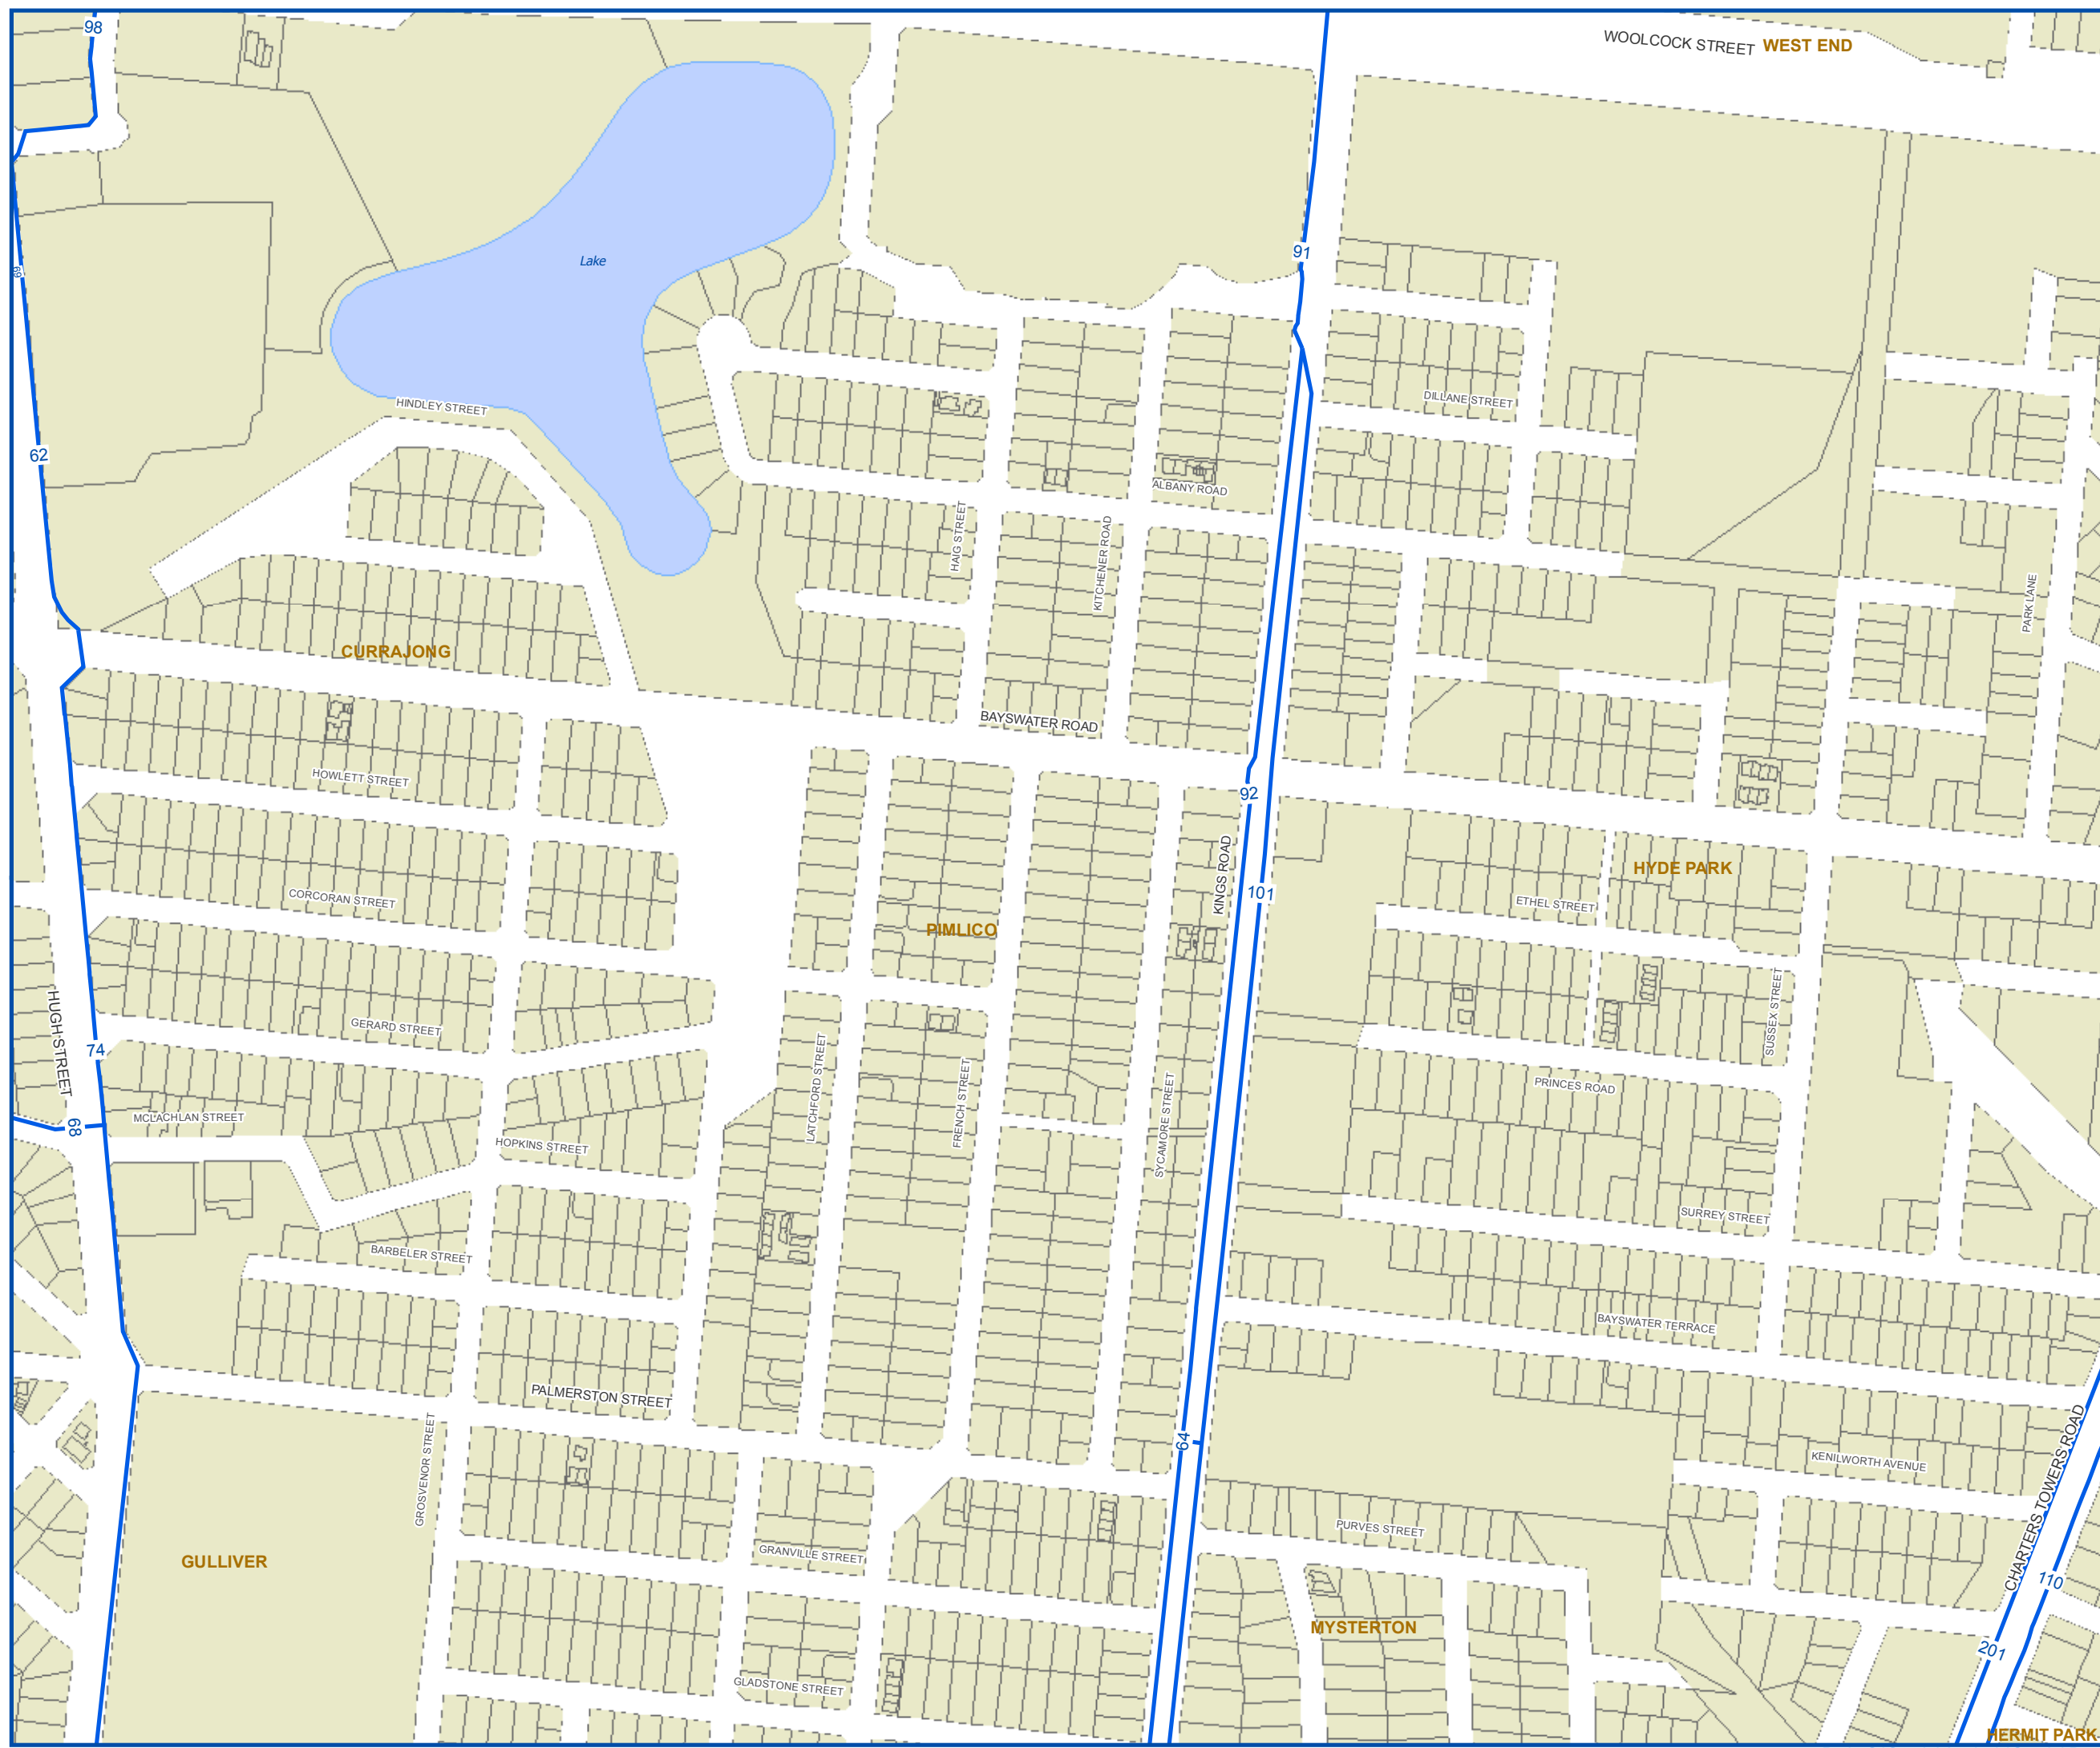 98
WOOLCOCK STREET
WEST END
91
Lake
69
DILLANE STREET
HINDLEY STREET
62
ALBANY ROAD
HAIG STREET
KITCHENER ROAD
PARK LANE
CURRAJONG
BAYSWATER ROAD
HOWLETT STREET
92
KINGS ROAD
HYDE PARK
CORCORAN STREET
101
ETHEL STREET
PIMLICO
SUSSEX STREET
HUGH STREET
GERARD STREET
74
LATCHFORD STREET
FRENCH STREET
SYCAMORE STREET
PRINCES ROAD
MCLACHLAN STREET
68
HOPKINS STREET
SURREY STREET
BARBELER STREET
BAYSWATER TERRACE
PALMERSTON STREET
GROSVENOR STREET
64
KENILWORTH AVENUE
CHARTERS TOWERS ROAD
PURVES STREET
GRANVILLE STREET
GULLIVER
110
MYSTERTON
201
GLADSTONE STREET
HERMIT PARK